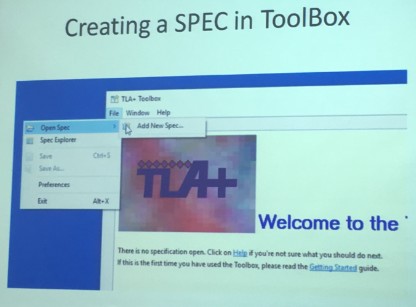 Creating a SPEC in ToolBox
TLA+ Toolbox
File Window Help
Open Spec
Add New Spec...
Spec Explorer
Save Ctrl+S
Save As...
Preferences
Exit Alt+X
TLA+
Welcome to the
There is no specification open. Click on Help if you're not sure what you should do next.
If this is the first time you have used the Toolbox, please read the Getting Started guide.